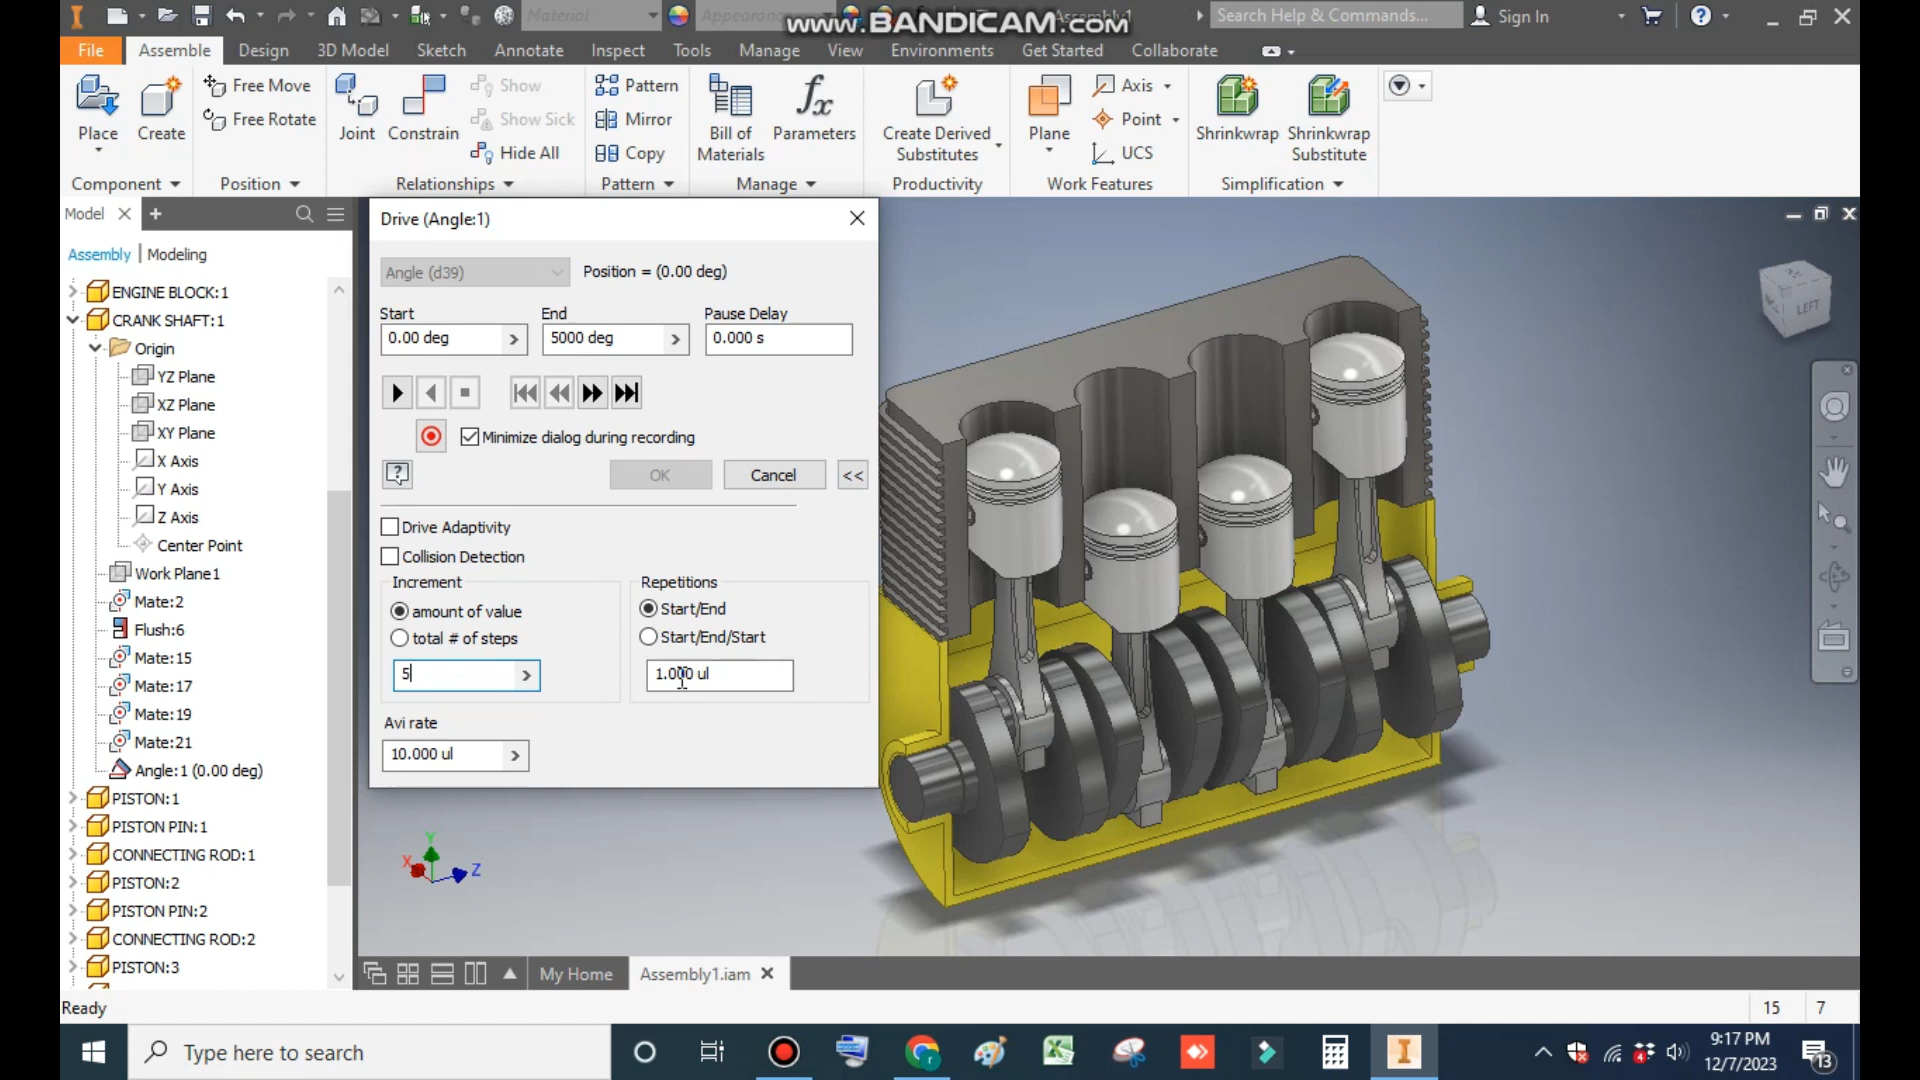 Material
Appearance
Assembly1
www.BANDICAM.com
Search Help & Commands...
Sign In
File
Assemble
Design
3D Model
Sketch
Annotate
Inspect
Tools
Manage
View
Environments
Get Started
Collaborate
Place
Create
Free Move
Free Rotate
Joint
Constrain
Show
Show Sick
Hide All
Pattern
Mirror
Copy
Bill of
Materials
Parameters
Create Derived
Substitutes
Plane
Axis
Point
UCS
Shrinkwrap
Shrinkwrap
Substitute
Component
Position
Relationships
Pattern
Manage
Productivity
Work Features
Simplification
Model
Assembly
Modeling
ENGINE BLOCK:1
CRANK SHAFT:1
Origin
YZ Plane
XZ Plane
XY Plane
X Axis
Y Axis
Z Axis
Center Point
Work Plane1
Mate:2
Flush:6
Mate:15
Mate:17
Mate:19
Mate:21
Angle:1 (0.00 deg)
PISTON:1
PISTON PIN:1
CONNECTING ROD:1
PISTON:2
PISTON PIN:2
CONNECTING ROD:2
PISTON:3
Drive (Angle:1)
Angle (d39)
Position = (0.00 deg)
Start
End
Pause Delay
0.00 deg
5000 deg
0.000 s
Minimize dialog during recording
OK
Cancel
<<
Drive Adaptivity
Collision Detection
Increment
amount of value
total # of steps
5
Repetitions
Start/End
Start/End/Start
1.000 ul
Avi rate
10.000 ul
LEFT
Y
X
Z
My Home
Assembly1.iam
Ready
15
7
Type here to search
9:17 PM
12/7/2023
13